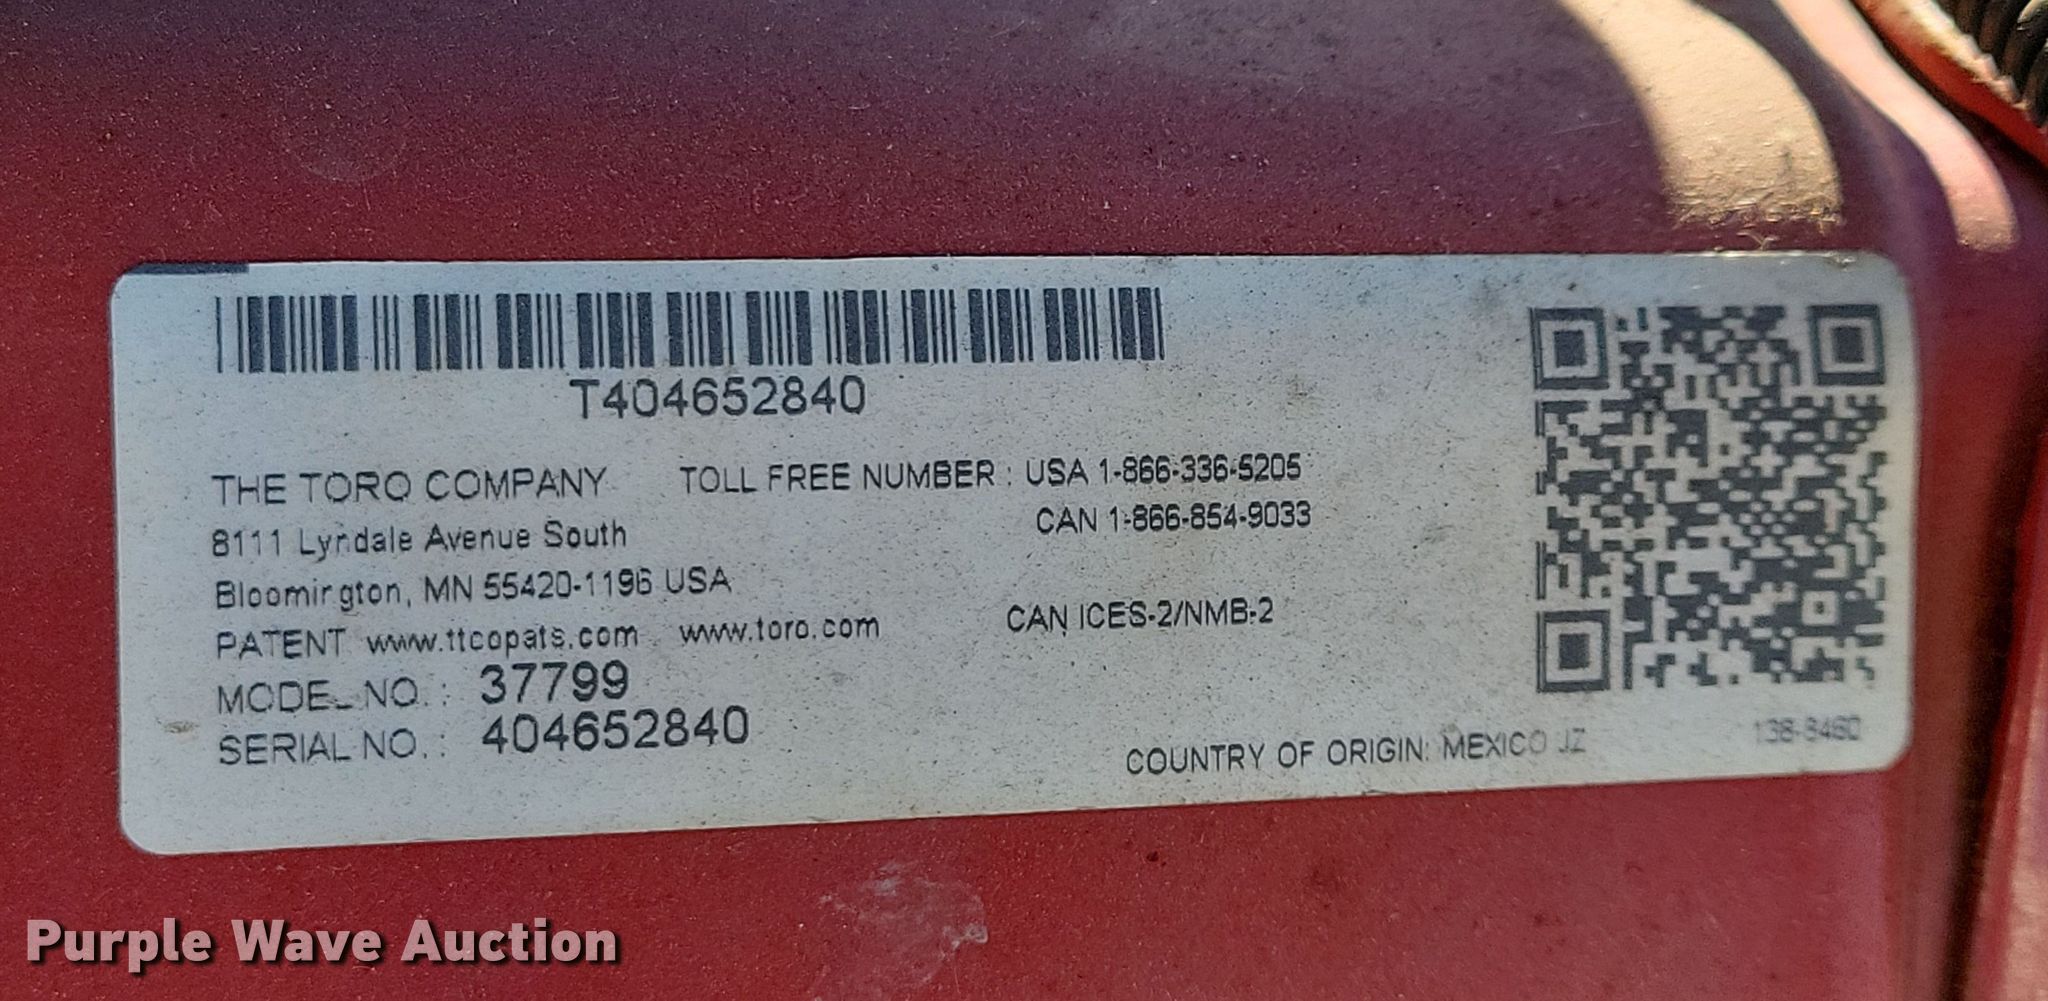 T404652840
THE TORO COMPANY TOLL FREE NUMBER : USA 1-866-336-5205
8111 Lyndale Avenue South CAN 1-866-854-9033
Bloomington, MN 55420-1196 USA
PATENT www.ttcopats.com www.toro.com CAN ICES-2/NMB-2
MODEL NO. : 37799
SERIAL NO. : 404652840
COUNTRY OF ORIGIN: MEXICO JZ
Purple Wave Auction